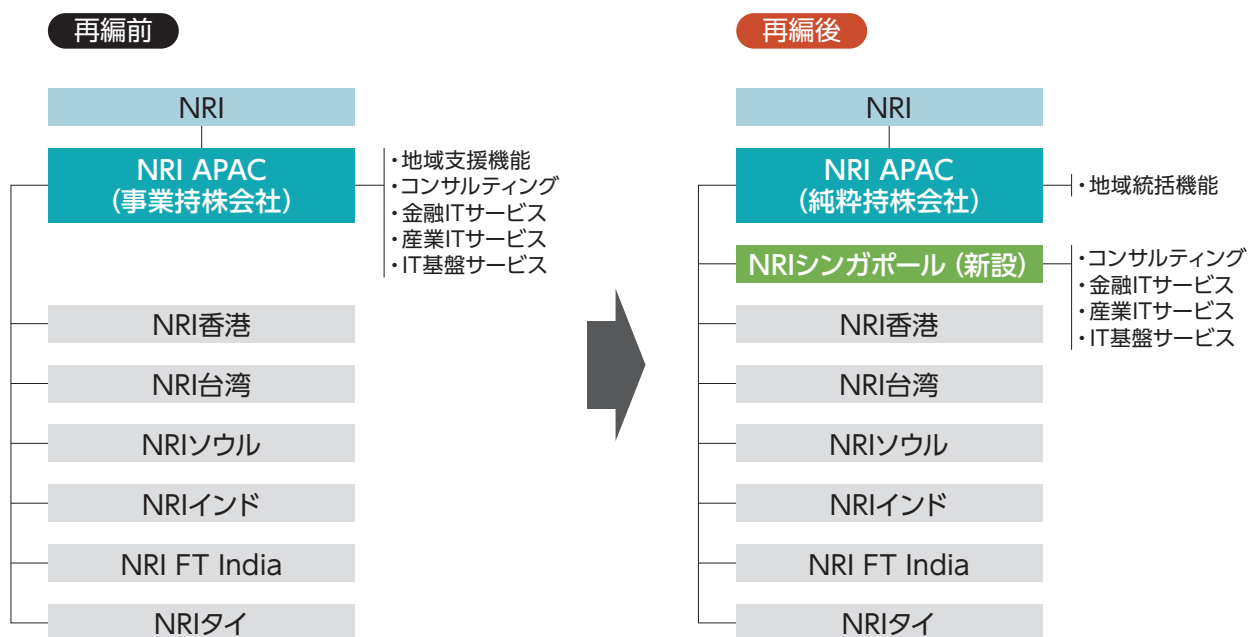 再編前
NRI
NRI APAC
(事業持株会社)
・地域支援機能
・コンサルティング
・金融ITサービス
・産業ITサービス
・IT基盤サービス
NRI香港
NRI台湾
NRIソウル
NRIインド
NRI FT India
NRIタイ
再編後
NRI
NRI APAC
(純粋持株会社)
・地域統括機能
NRIシンガポール(新設)
・コンサルティング
・金融ITサービス
・産業ITサービス
・IT基盤サービス
NRI香港
NRI台湾
NRIソウル
NRIインド
NRI FT India
NRIタイ